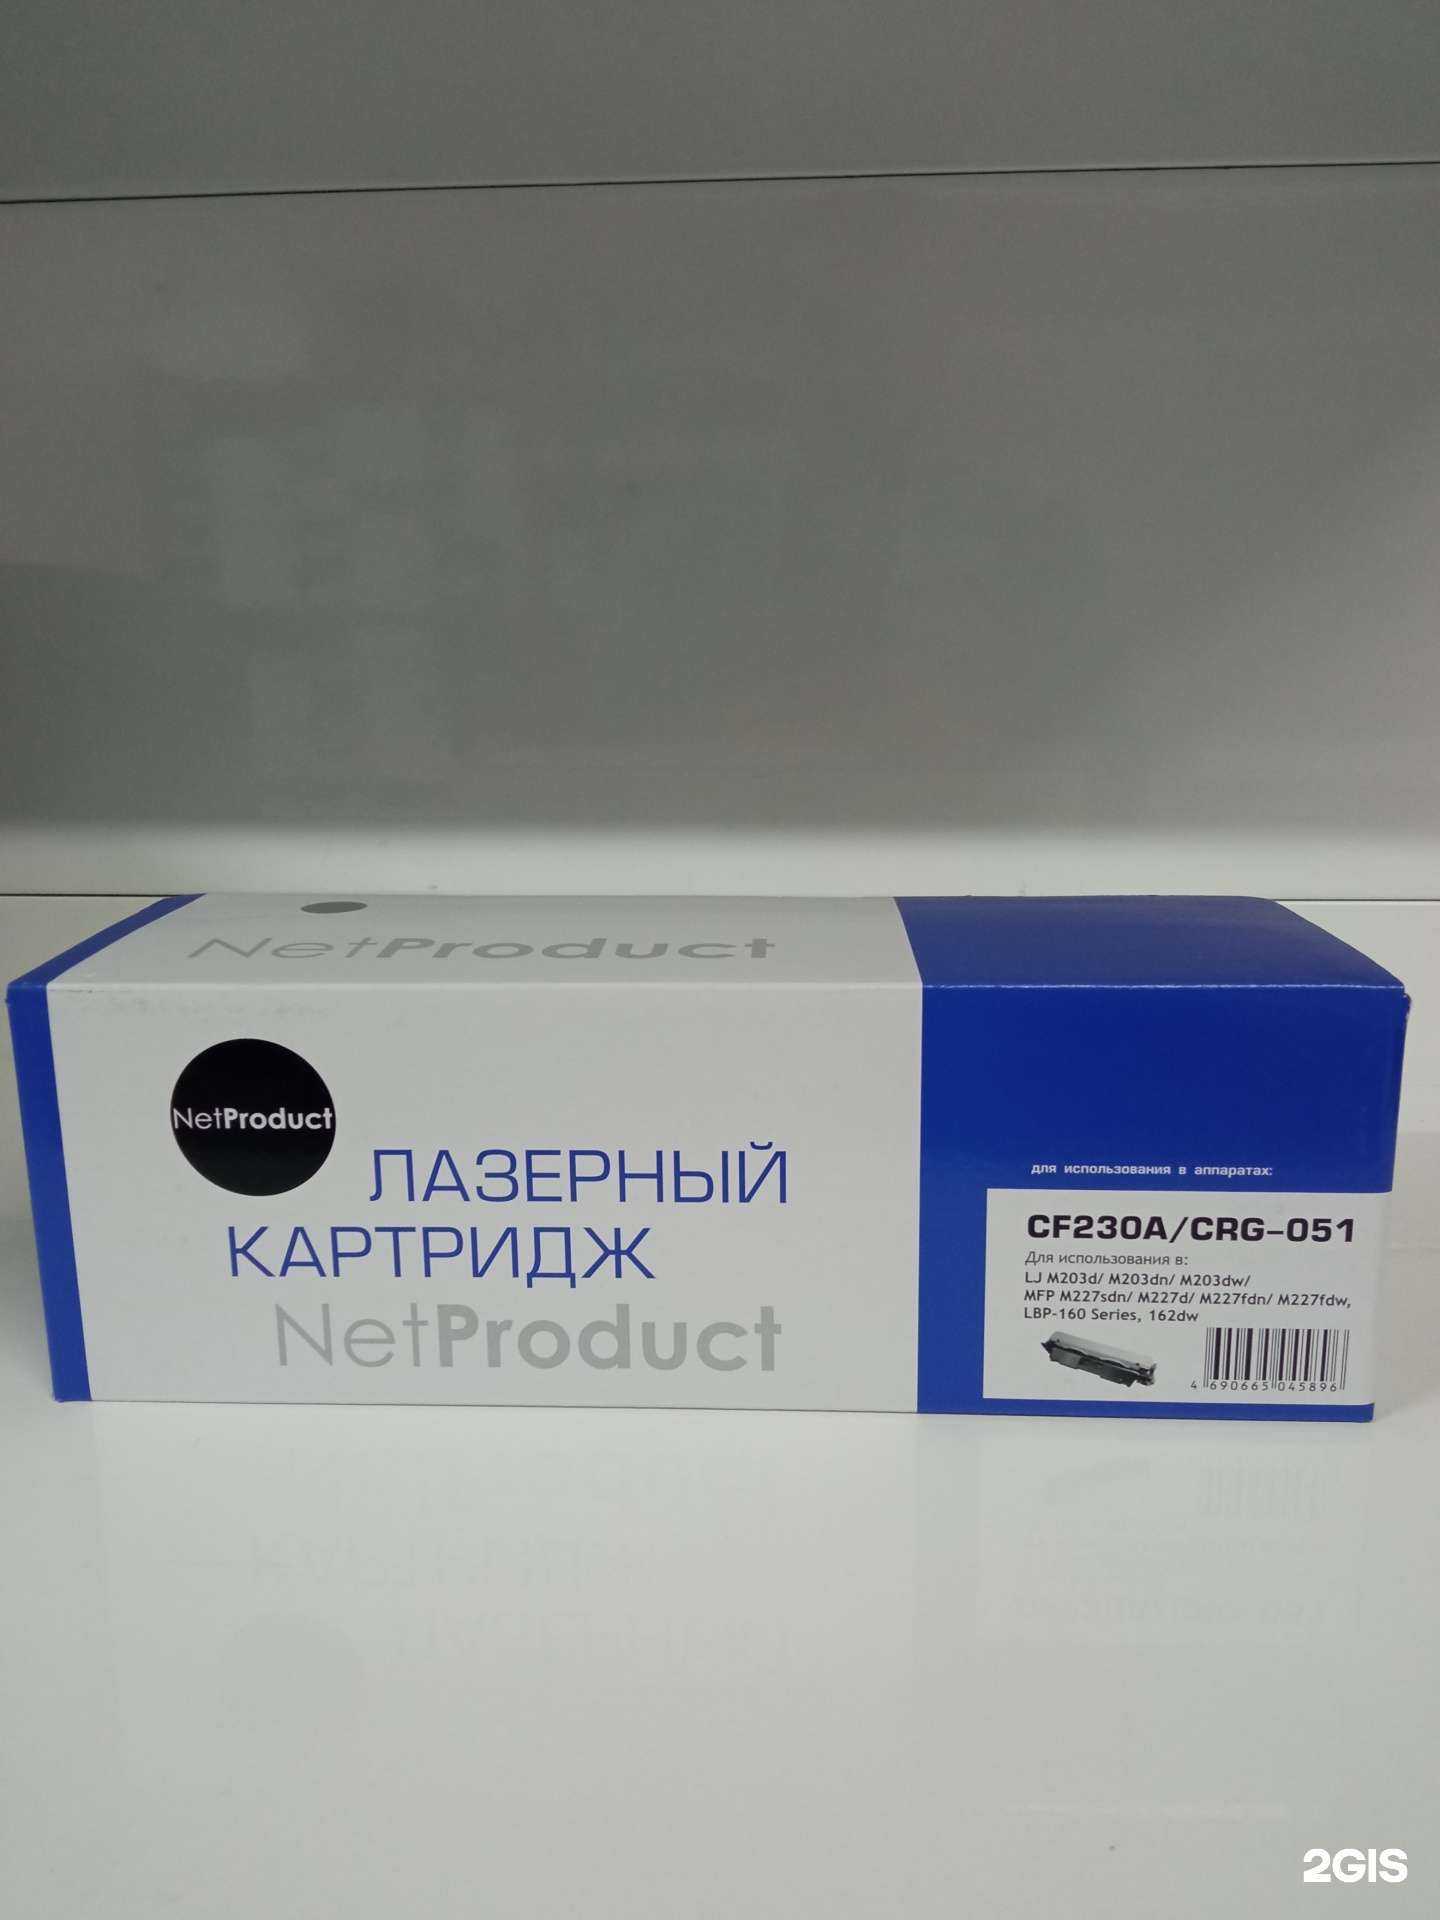 NetProduct
NetProduct
ЛАЗЕРНЫЙ
КАРТРИДЖ
NetProduct
для использования в аппаратах:
CF230A/CRG-051
Для использования в:
LJ M203d/ M203dn/ M203dw/
MFP M227sdn/ M227d/ M227fdn/ M227fdw,
LBP-160 Series, 162dw
4 690665 045896
2GIS